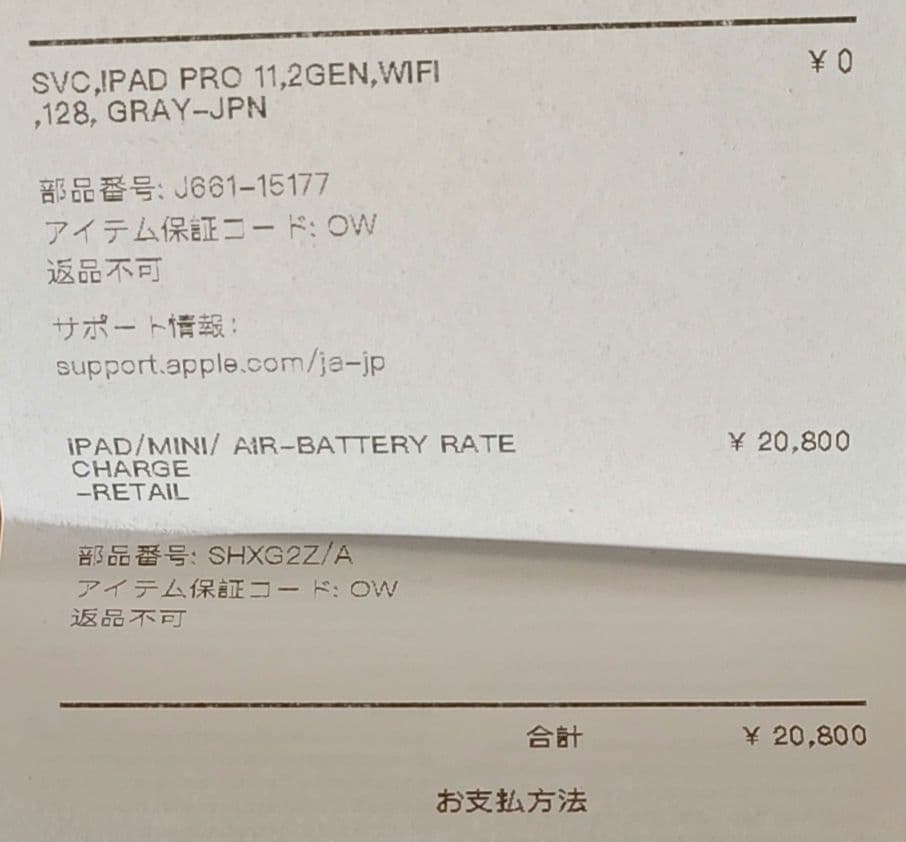 SVC,IPAD PRO 11,2GEN,WIFI ¥0
,128, GRAY-JPN
部品番号: J661-15177
アイテム保証コード: OW
返品不可
サポート情報:
support.apple.com/ja-jp
iPAD/MINI/ AIR-BATTERY RATE ¥ 20,800
CHARGE
-RETAIL
部品番号: SHXG2Z/A
アイテム保証コード: OW
返品不可
合計 ¥ 20,800
お支払方法